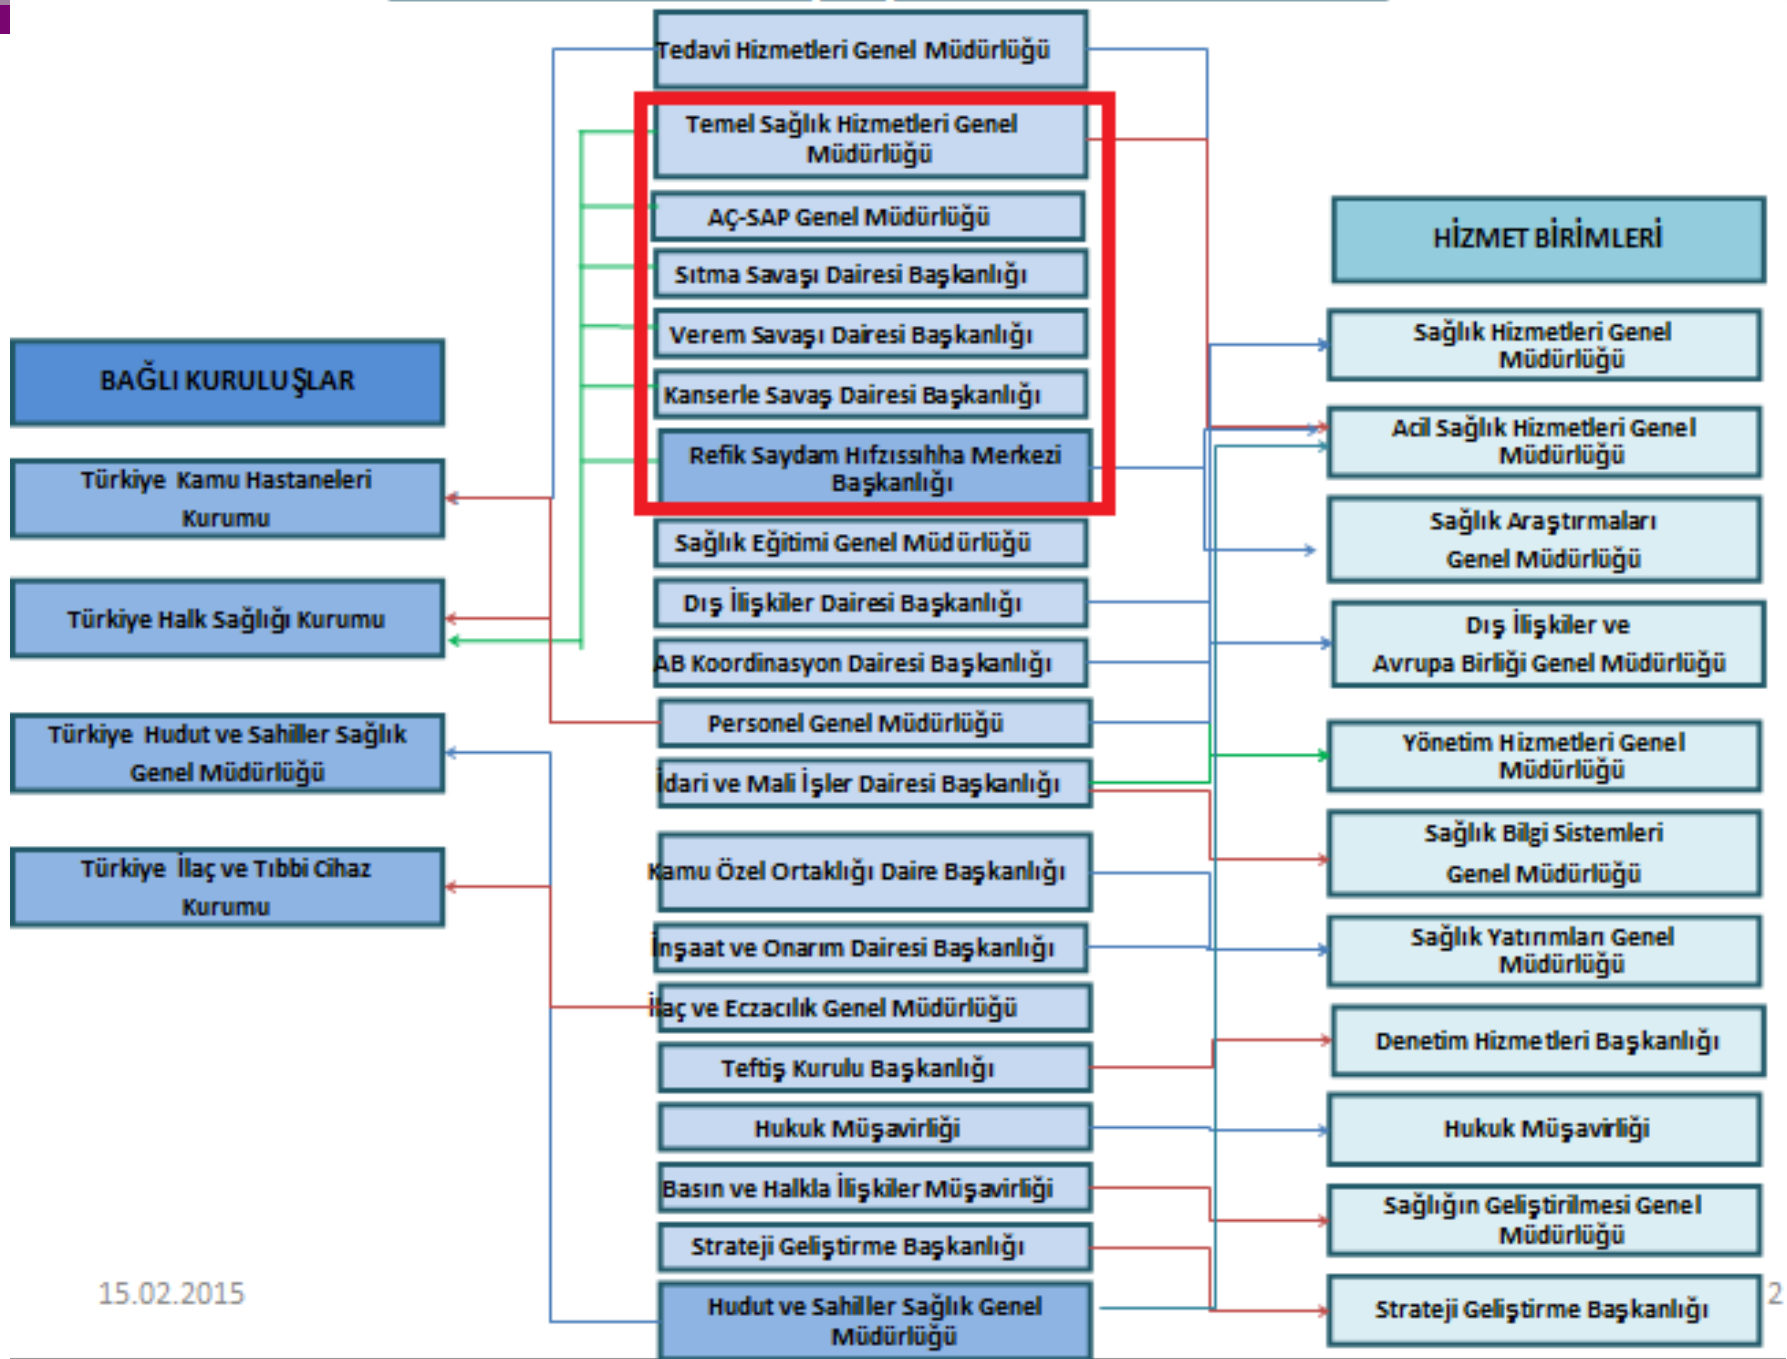 BAĞLI KURULUŞLAR
Türkiye Kamu Hastaneleri
Kurumu
Türkiye Halk Sağlığı Kurumu
Türkiye Hudut ve Sahiller Sağlık
Genel Müdürlüğü
Türkiye İlaç ve Tıbbi Cihaz
Kurumu
Tedavi Hizmetleri Genel Müdürlüğü
Temel Sağlık Hizmetleri Genel
Müdürlüğü
AÇ-SAP Genel Müdürlüğü
Sıtma Savaşı Dairesi Başkanlığı
Verem Savaşı Dairesi Başkanlığı
Kanserle Savaş Dairesi Başkanlığı
Refik Saydam Hıfzıssıhha Merkezi
Başkanlığı
Sağlık Eğitimi Genel Müdürlüğü
Dış İlişkiler Dairesi Başkanlığı
AB Koordinasyon Dairesi Başkanlığı
Personel Genel Müdürlüğü
İdari ve Mali İşler Dairesi Başkanlığı
Kamu Özel Ortaklığı Daire Başkanlığı
İnşaat ve Onarım Dairesi Başkanlığı
İlaç ve Eczacılık Genel Müdürlüğü
Teftiş Kurulu Başkanlığı
Hukuk Müşavirliği
Basın ve Halkla İlişkiler Müşavirliği
Strateji Geliştirme Başkanlığı
Hudut ve Sahiller Sağlık Genel
Müdürlüğü
HİZMET BİRİMLERİ
Sağlık Hizmetleri Genel
Müdürlüğü
Acil Sağlık Hizmetleri Genel
Müdürlüğü
Sağlık Araştırmaları
Genel Müdürlüğü
Dış İlişkiler ve
Avrupa Birliği Genel Müdürlüğü
Yönetim Hizmetleri Genel
Müdürlüğü
Sağlık Bilgi Sistemleri
Genel Müdürlüğü
Sağlık Yatırımları Genel
Müdürlüğü
Denetim Hizmetleri Başkanlığı
Hukuk Müşavirliği
Sağlığın Geliştirilmesi Genel
Müdürlüğü
Strateji Geliştirme Başkanlığı
15.02.2015
2